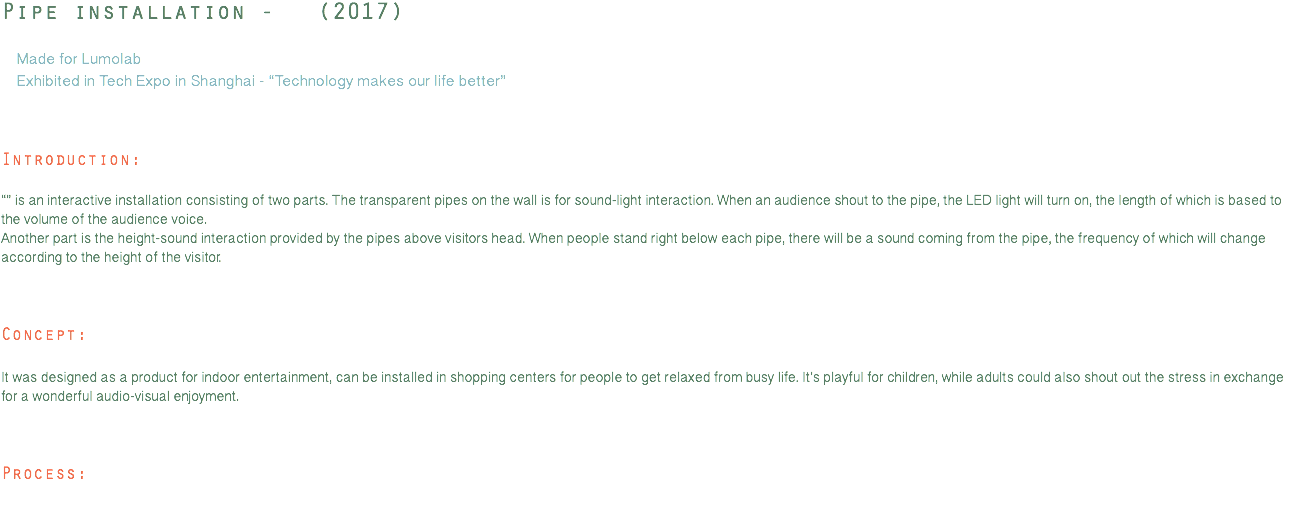 Pipe installation -   (2017)
Made for Lumolab
Exhibited in Tech Expo in Shanghai - “Technology makes our life better”
Introduction:
"" is an interactive installation consisting of two parts. The transparent pipes on the wall is for sound-light interaction. When an audience shout to the pipe, the LED light will turn on, the length of which is based to
the volume of the audience voice.
Another part is the height-sound interaction provided by the pipes above visitors head. When people stand right below each pipe, there will be a sound coming from the pipe, the frequency of which will change
according to the height of the visitor.
Concept:
It was designed as a product for indoor entertainment, can be installed in shopping centers for people to get relaxed from busy life. It's playful for children, while adults could also shout out the stress in exchange
for a wonderful audio-visual enjoyment.
Process: